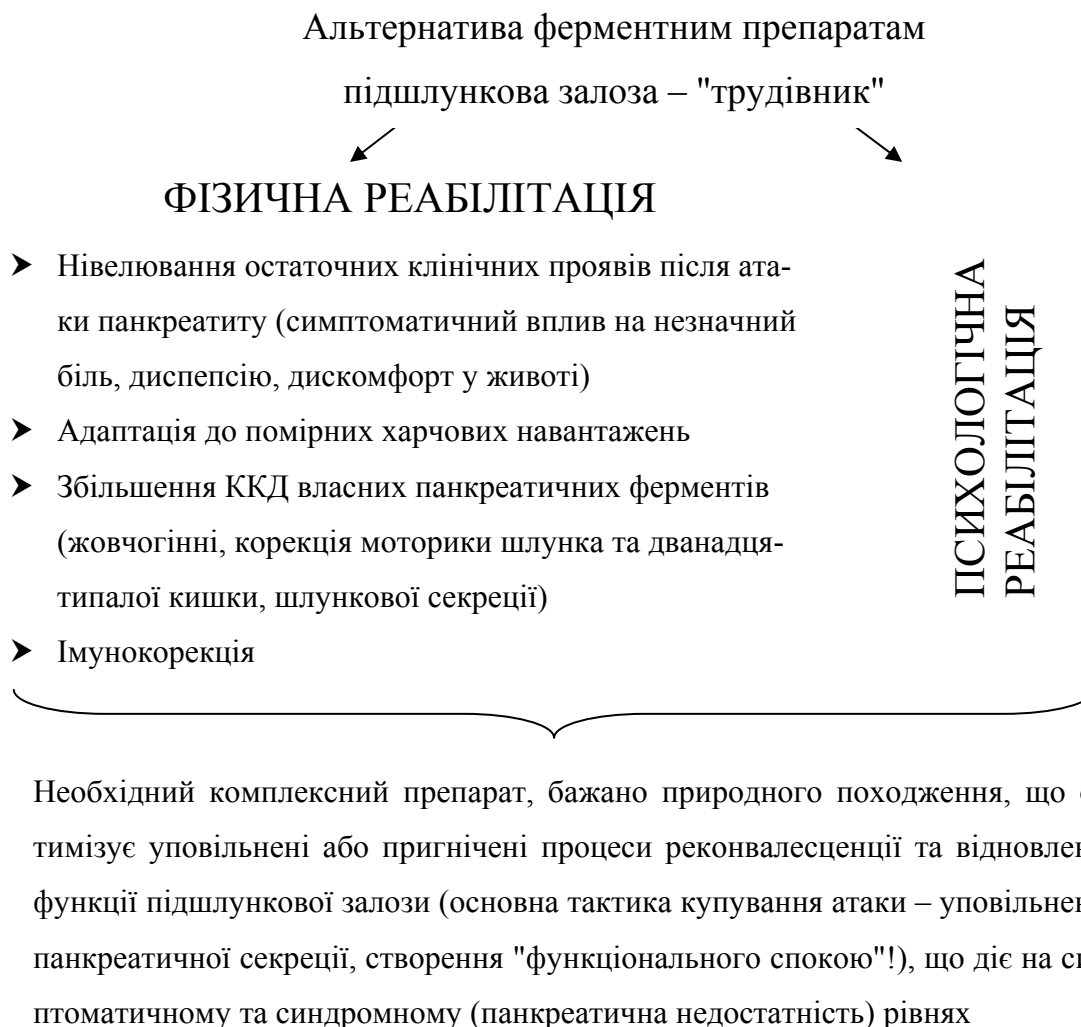 Альтернатива ферментним препаратам
підшлункова залоза – "трудівник"
ФІЗИЧНА РЕАБІЛІТАЦІЯ
Нівелювання остаточних клінічних проявів після ата-
ки панкреатиту (симптоматичний вплив на незначний
біль, диспепсію, дискомфорт у животі)
Адаптація до помірних харчових навантажень
Збільшення ККД власних панкреатичних ферментів
(жовчогінні, корекція моторики шлунка та дванадця-
типалої кишки, шлункової секреції)
Імунокорекція
ПСИХОЛОГІЧНА
РЕАБІЛІТАЦІЯ
Необхідний комплексний препарат, бажано природного походження, що
тимізує уповільнені або пригнічені процеси реконвалесценції та відновле
функції підшлункової залози (основна тактика купування атаки – уповільне
панкреатичної секреції, створення "функціонального спокою"!), що діє на
птоматичному та синдромному (панкреатична недостатність) рівнях